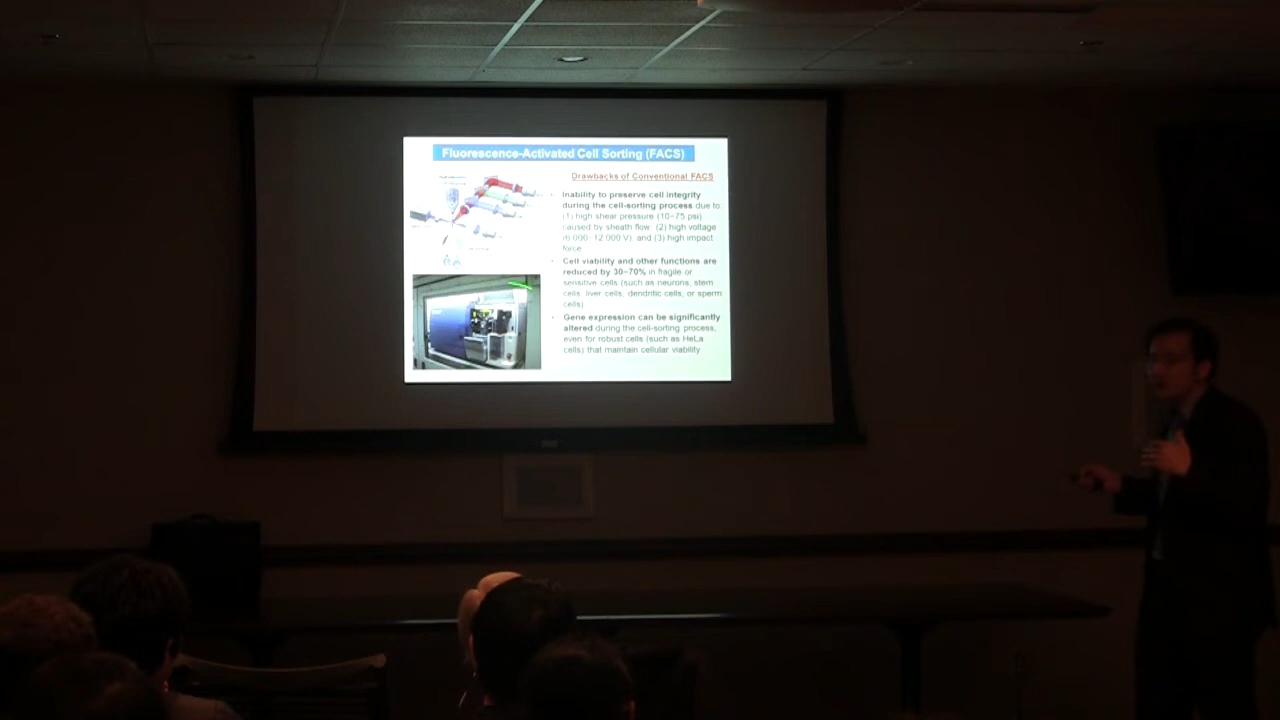 Fluorescence-Activated Cell Sorting (FACS)
Drawbacks of Conventional FACS
Inability to preserve cell integrity
during the cell-sorting process due to:
(1) high shear pressure (10~75 psi)
caused by sheath flow, (2) high voltage
(6,000~12,000 V), and (3) high impact
force
Cell viability and other functions are
reduced by 30~70% in fragile or
sensitive cells (such as neurons, stem
cells, liver cells, dendritic cells, or sperm
cells)
Gene expression can be significantly
altered during the cell-sorting process,
even for robust cells (such as HeLa
cells) that maintain cellular viability